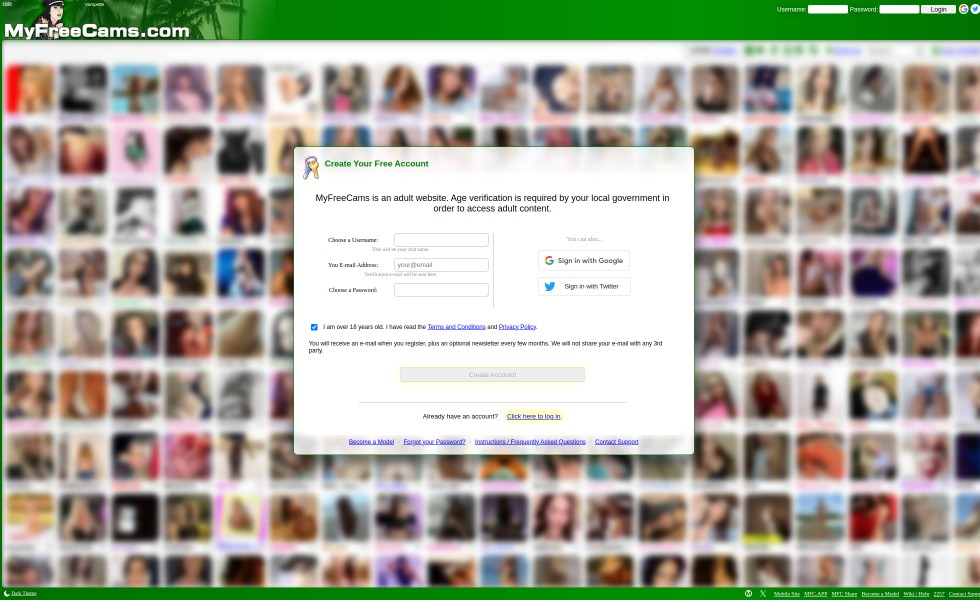 Hide
Vampette
Username:
Password:
Login
MyFreeCams.com
Create Your Free Account
MyFreeCams is an adult website. Age verification is required by your local government in
order to access adult content.
Choose a Username:
This will be your chat name.
You E-mail Address:
your@email
Verification e-mail will be sent here.
Choose a Password:
You can also...
Sign in with Google
Sign in with Twitter
I am over 18 years old. I have read the Terms and Conditions and Privacy Policy.
You will receive an e-mail when you register, plus an optional newsletter every few months. We will not share your e-mail with any 3rd
party.
Create Account!
Already have an account? Click here to log in.
Become a Model · Forgot your Password? · Instructions / Frequently Asked Questions · Contact Support
Dark Theme
Mobile Site MFC.APP MFC Share Become a Model Wiki / Help 2257 Contact